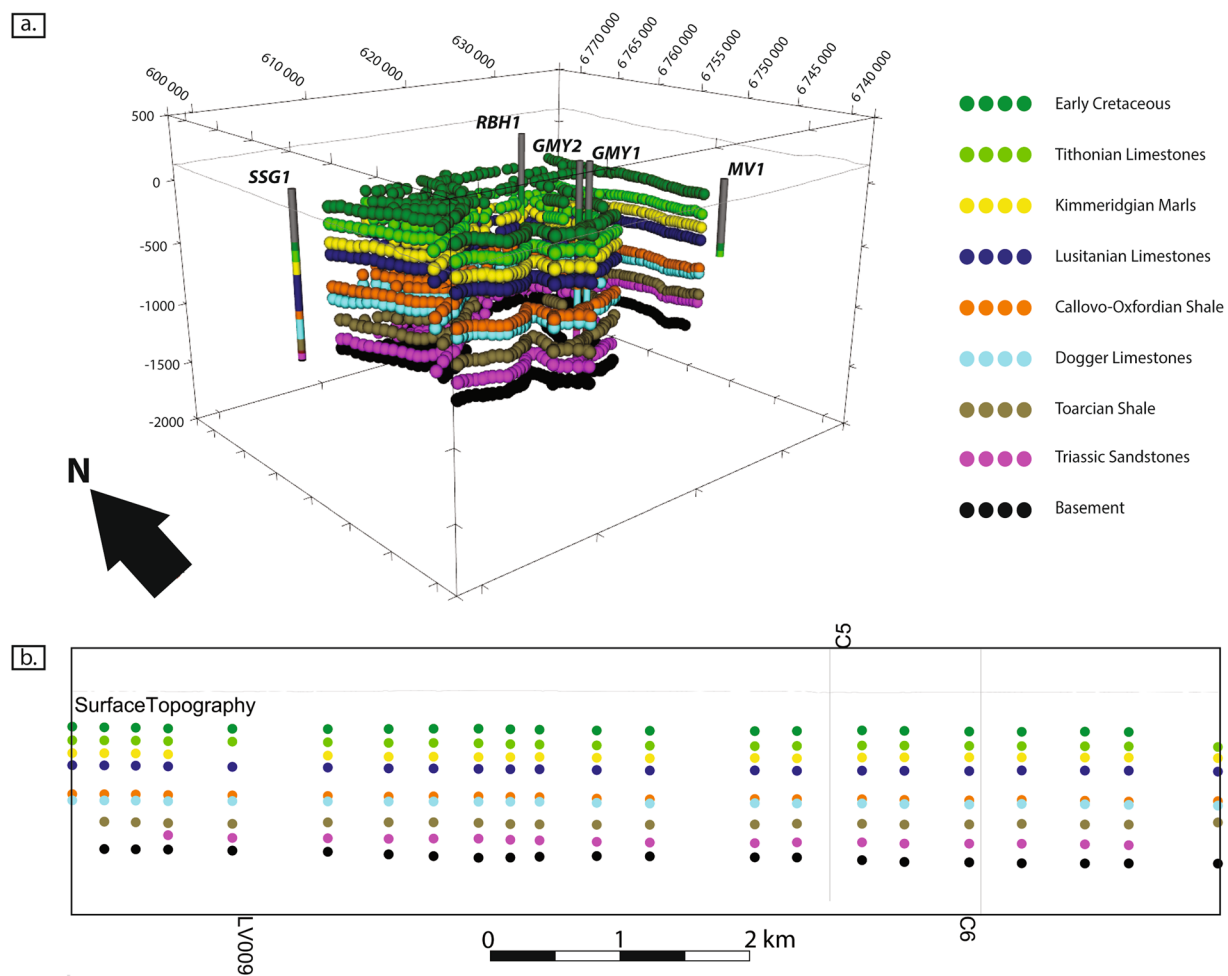 a.
600 000
610 000
620 000
630 000
6 770 000
6 765 000
6 760 000
6 755 000
6 750 000
6 745 000
6 740 000
500
0
-500
-1000
-1500
-2000
SSG1
RBH1
GMY2
GMY1
MV1
N
Early Cretaceous
Tithonian Limestones
Kimmeridgian Marls
Lusitanian Limestones
Callovo-Oxfordian Shale
Dogger Limestones
Toarcian Shale
Triassic Sandstones
Basement
b.
C5
SurfaceTopography
LV009
C6
0 1 2 km